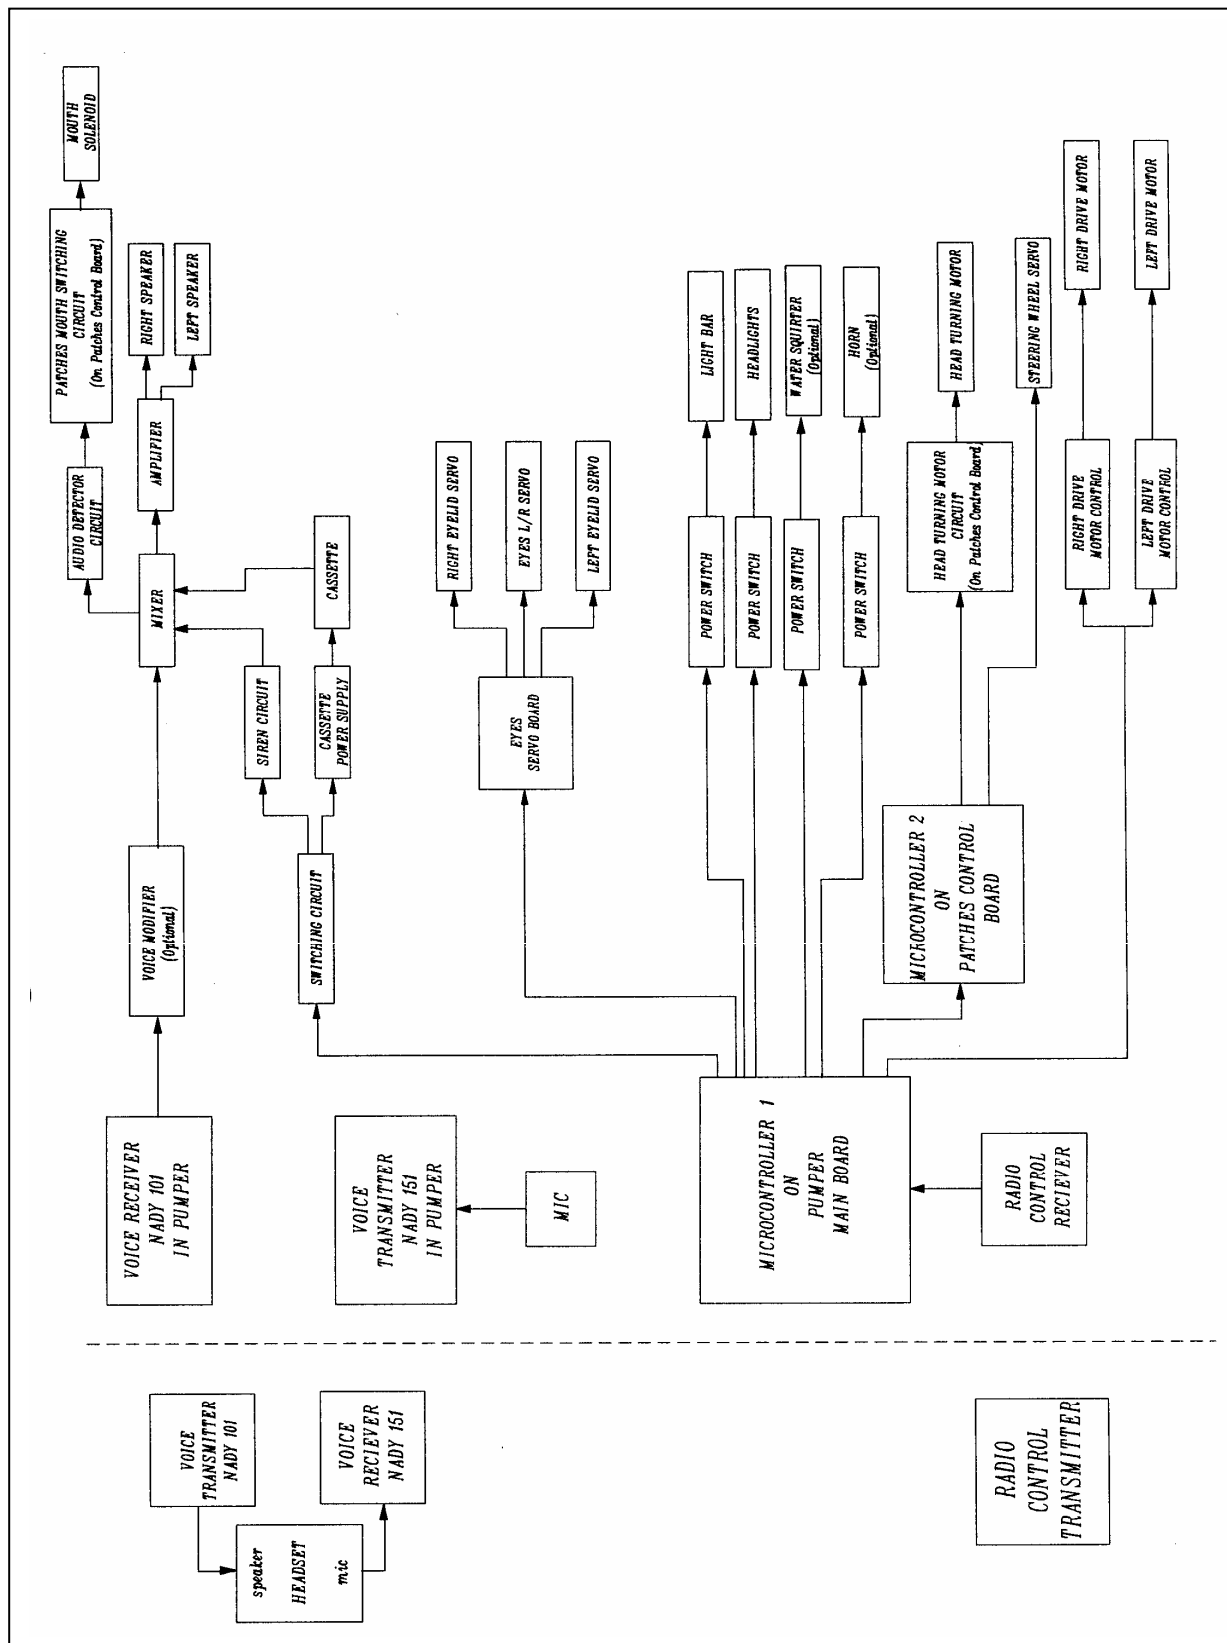 speaker
HEADSET
mic
VOICE
TRANSMITTER
NADY 101
VOICE
RECIEVER
NADY 151
RADIO
CONTROL
TRANSMITTER
VOICE RECEIVER
NADY 101
IN PUMPER
VOICE
TRANSMITTER
NADY 151
IN PUMPER
MIC
MICROCONTROLLER 1
ON
PUMPER
MAIN BOARD
RADIO
CONTROL
RECIEVER
VOICE MODIFIER
(Optional)
SWITCHING CIRCUIT
MICROCONTROLLER 2
ON
PATCHES CONTROL
BOARD
SIREN CIRCUIT
CASSETTE
POWER SUPPLY
EYES
SERVO BOARD
MIXER
CASSETTE
POWER SWITCH
POWER SWITCH
POWER SWITCH
POWER SWITCH
AUDIO DETECTOR
CIRCUIT
AMPLIFIER
RIGHT EYELID SERVO
EYES L/R SERVO
LEFT EYELID SERVO
HEAD TURNING MOTOR
CIRCUIT
(On Patches Control Board)
RIGHT DRIVE
MOTOR CONTROL
LEFT DRIVE
MOTOR CONTROL
PATCHES MOUTH SWITCHING
CIRCUIT
(On Patches Control Board)
RIGHT SPEAKER
LEFT SPEAKER
LIGHT BAR
HEADLIGHTS
WATER SQUIRTER
(Optional)
HORN
(Optional)
HEAD TURNING MOTOR
STEERING WHEEL SERVO
MOUTH
SOLENOID
RIGHT DRIVE MOTOR
LEFT DRIVE MOTOR